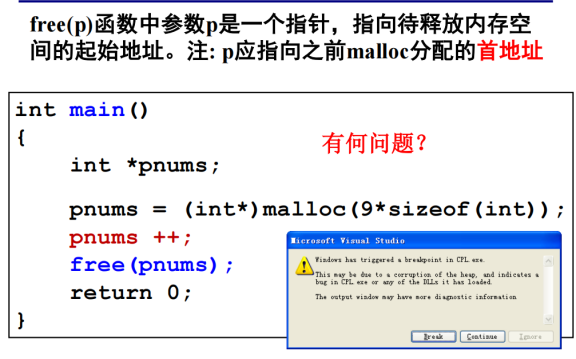 free(p)函数中参数p是一个指针，指向待释放内存空
间的起始地址。注: p应指向之前malloc分配的首地址
int main()
{
有何问题？
int *pnums;
pnums = (int*)malloc(9*sizeof(int));
pnums ++;
free(pnums);
return 0;
}
Microsoft Visual Studio
Windows has triggered a breakpoint in CPL.exe.
This may be due to a corruption of the heap, and indicates a
bug in CPL.exe or any of the DLLs it has loaded.
The output window may have more diagnostic information
Break Continue Ignore